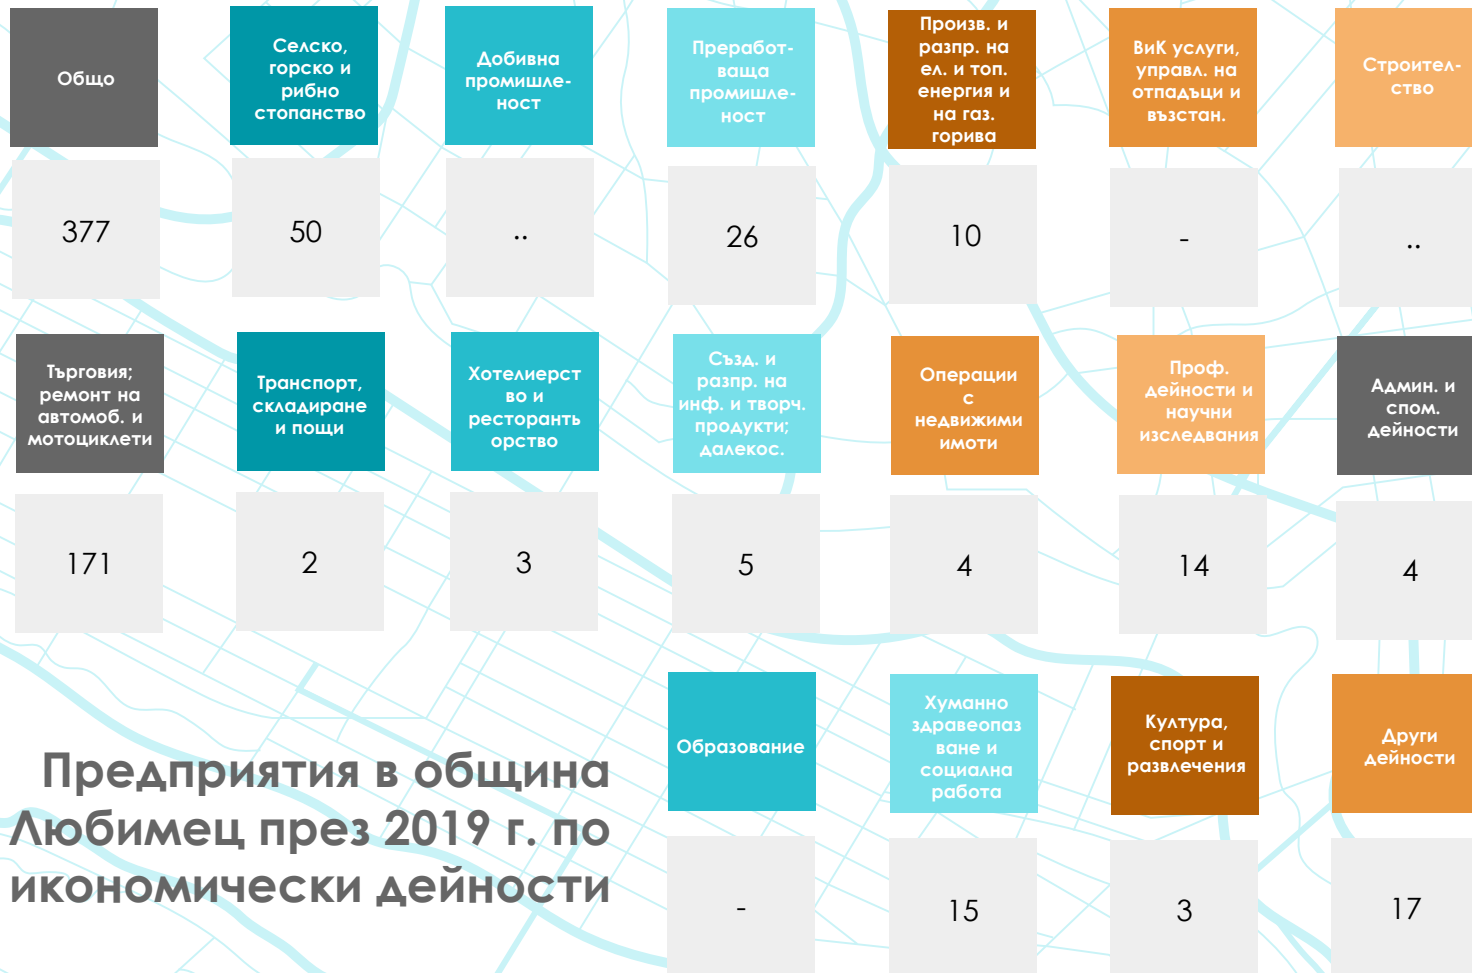 Общо
Селско,
горско и
рибно
стопанство
Добивна
промишле-
ност
Преработ-
ваща
промишле-
ност
Произв. и
разпр. на
ел. и топ.
енергия и
на газ.
горива
ВиК услуги,
управл. на
отпадъци и
възстан.
Строител-
ство
377
50
..
26
10
-
..
Търговия;
ремонт на
автомоб. и
мотоциклети
Транспорт,
складиране
и пощи
Хотелиерст
во и
ресторанть
орство
Създ. и
разпр. на
инф. и творч.
продукти;
далекос.
Операции
с
недвижими
имоти
Проф.
дейности и
научни
изследвания
Админ. и
спом.
дейности
171
2
3
5
4
14
4
Образование
Хуманно
здравеопаз
ване и
социална
работа
Култура,
спорт и
развлечения
Други
дейности
-
15
3
17
Предприятия в община
Любимец през 2019 г. по
икономически дейности